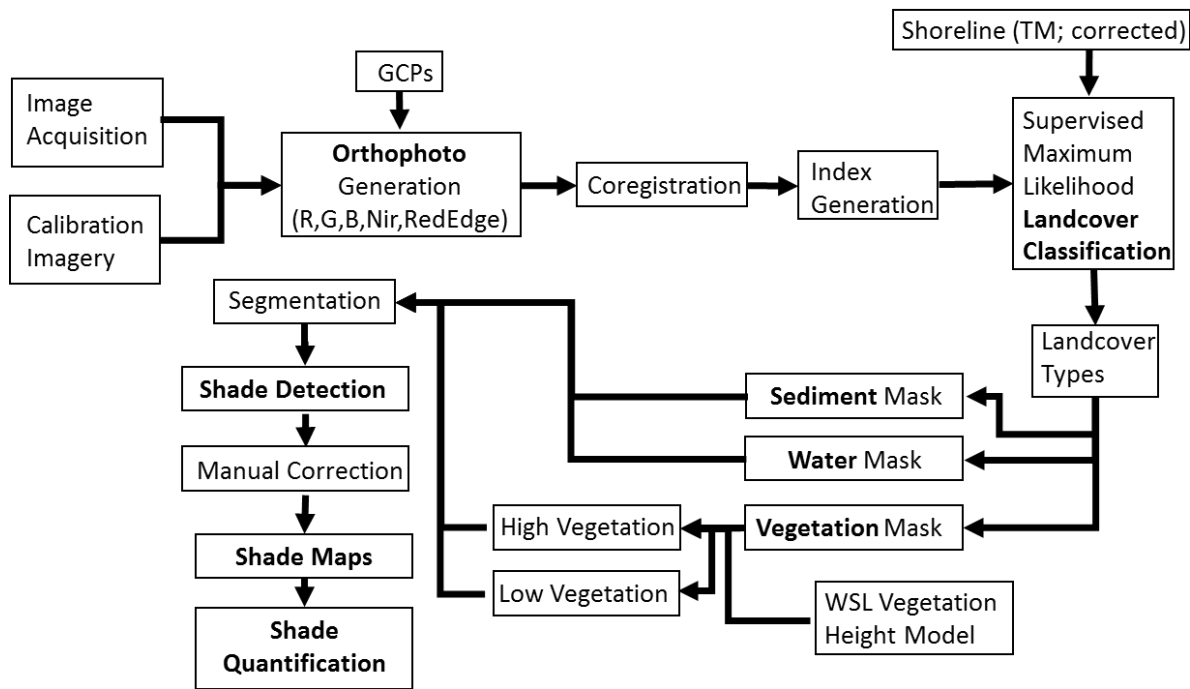 Shoreline (TM; corrected)
GCPs
Image
Acquisition
Calibration
Imagery
Orthophoto
Generation
(R,G,B,Nir,RedEdge)
Coregistration
Index
Generation
Supervised
Maximum
Likelihood
Landcover
Classification
Landcover
Types
Sediment Mask
Water Mask
Vegetation Mask
WSL Vegetation
Height Model
High Vegetation
Low Vegetation
Segmentation
Shade Detection
Manual Correction
Shade Maps
Shade
Quantification